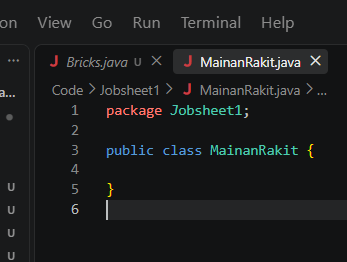 on View Go Run Terminal Help
... J Bricks.java U × J MainanRakit.java ×
a...
Code > Jobsheet1 > J MainanRakit.java > ...
1 package Jobsheet1;
2
3 public class MainanRakit {
4
5 }
6
U
U
U
U